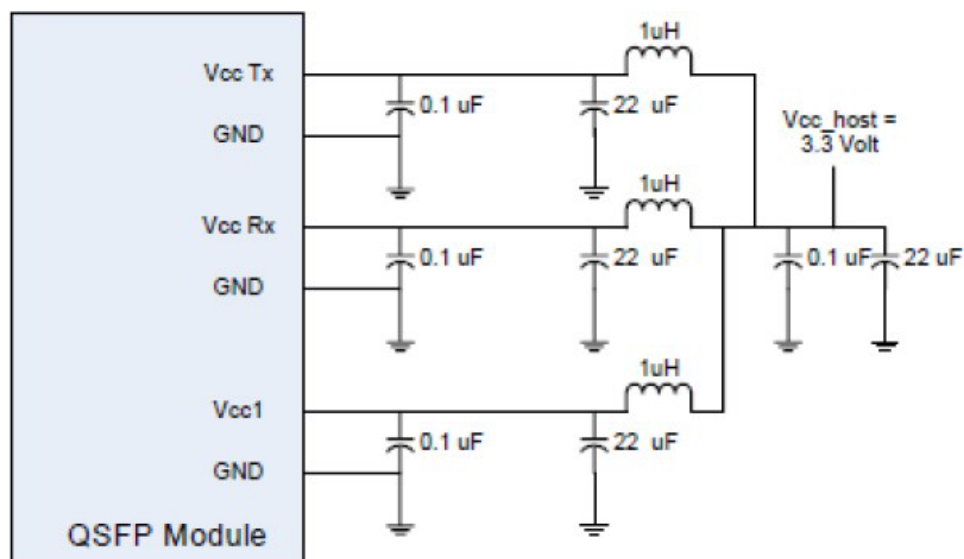 1uH
Vcc Tx
0.1 uF
22 uF
GND
Vcc_host =
3.3 Volt
1uH
Vcc Rx
0.1 uF
22 uF
0.1 uF
22 uF
GND
1uH
Vcc1
0.1 uF
22 uF
GND
QSFP Module